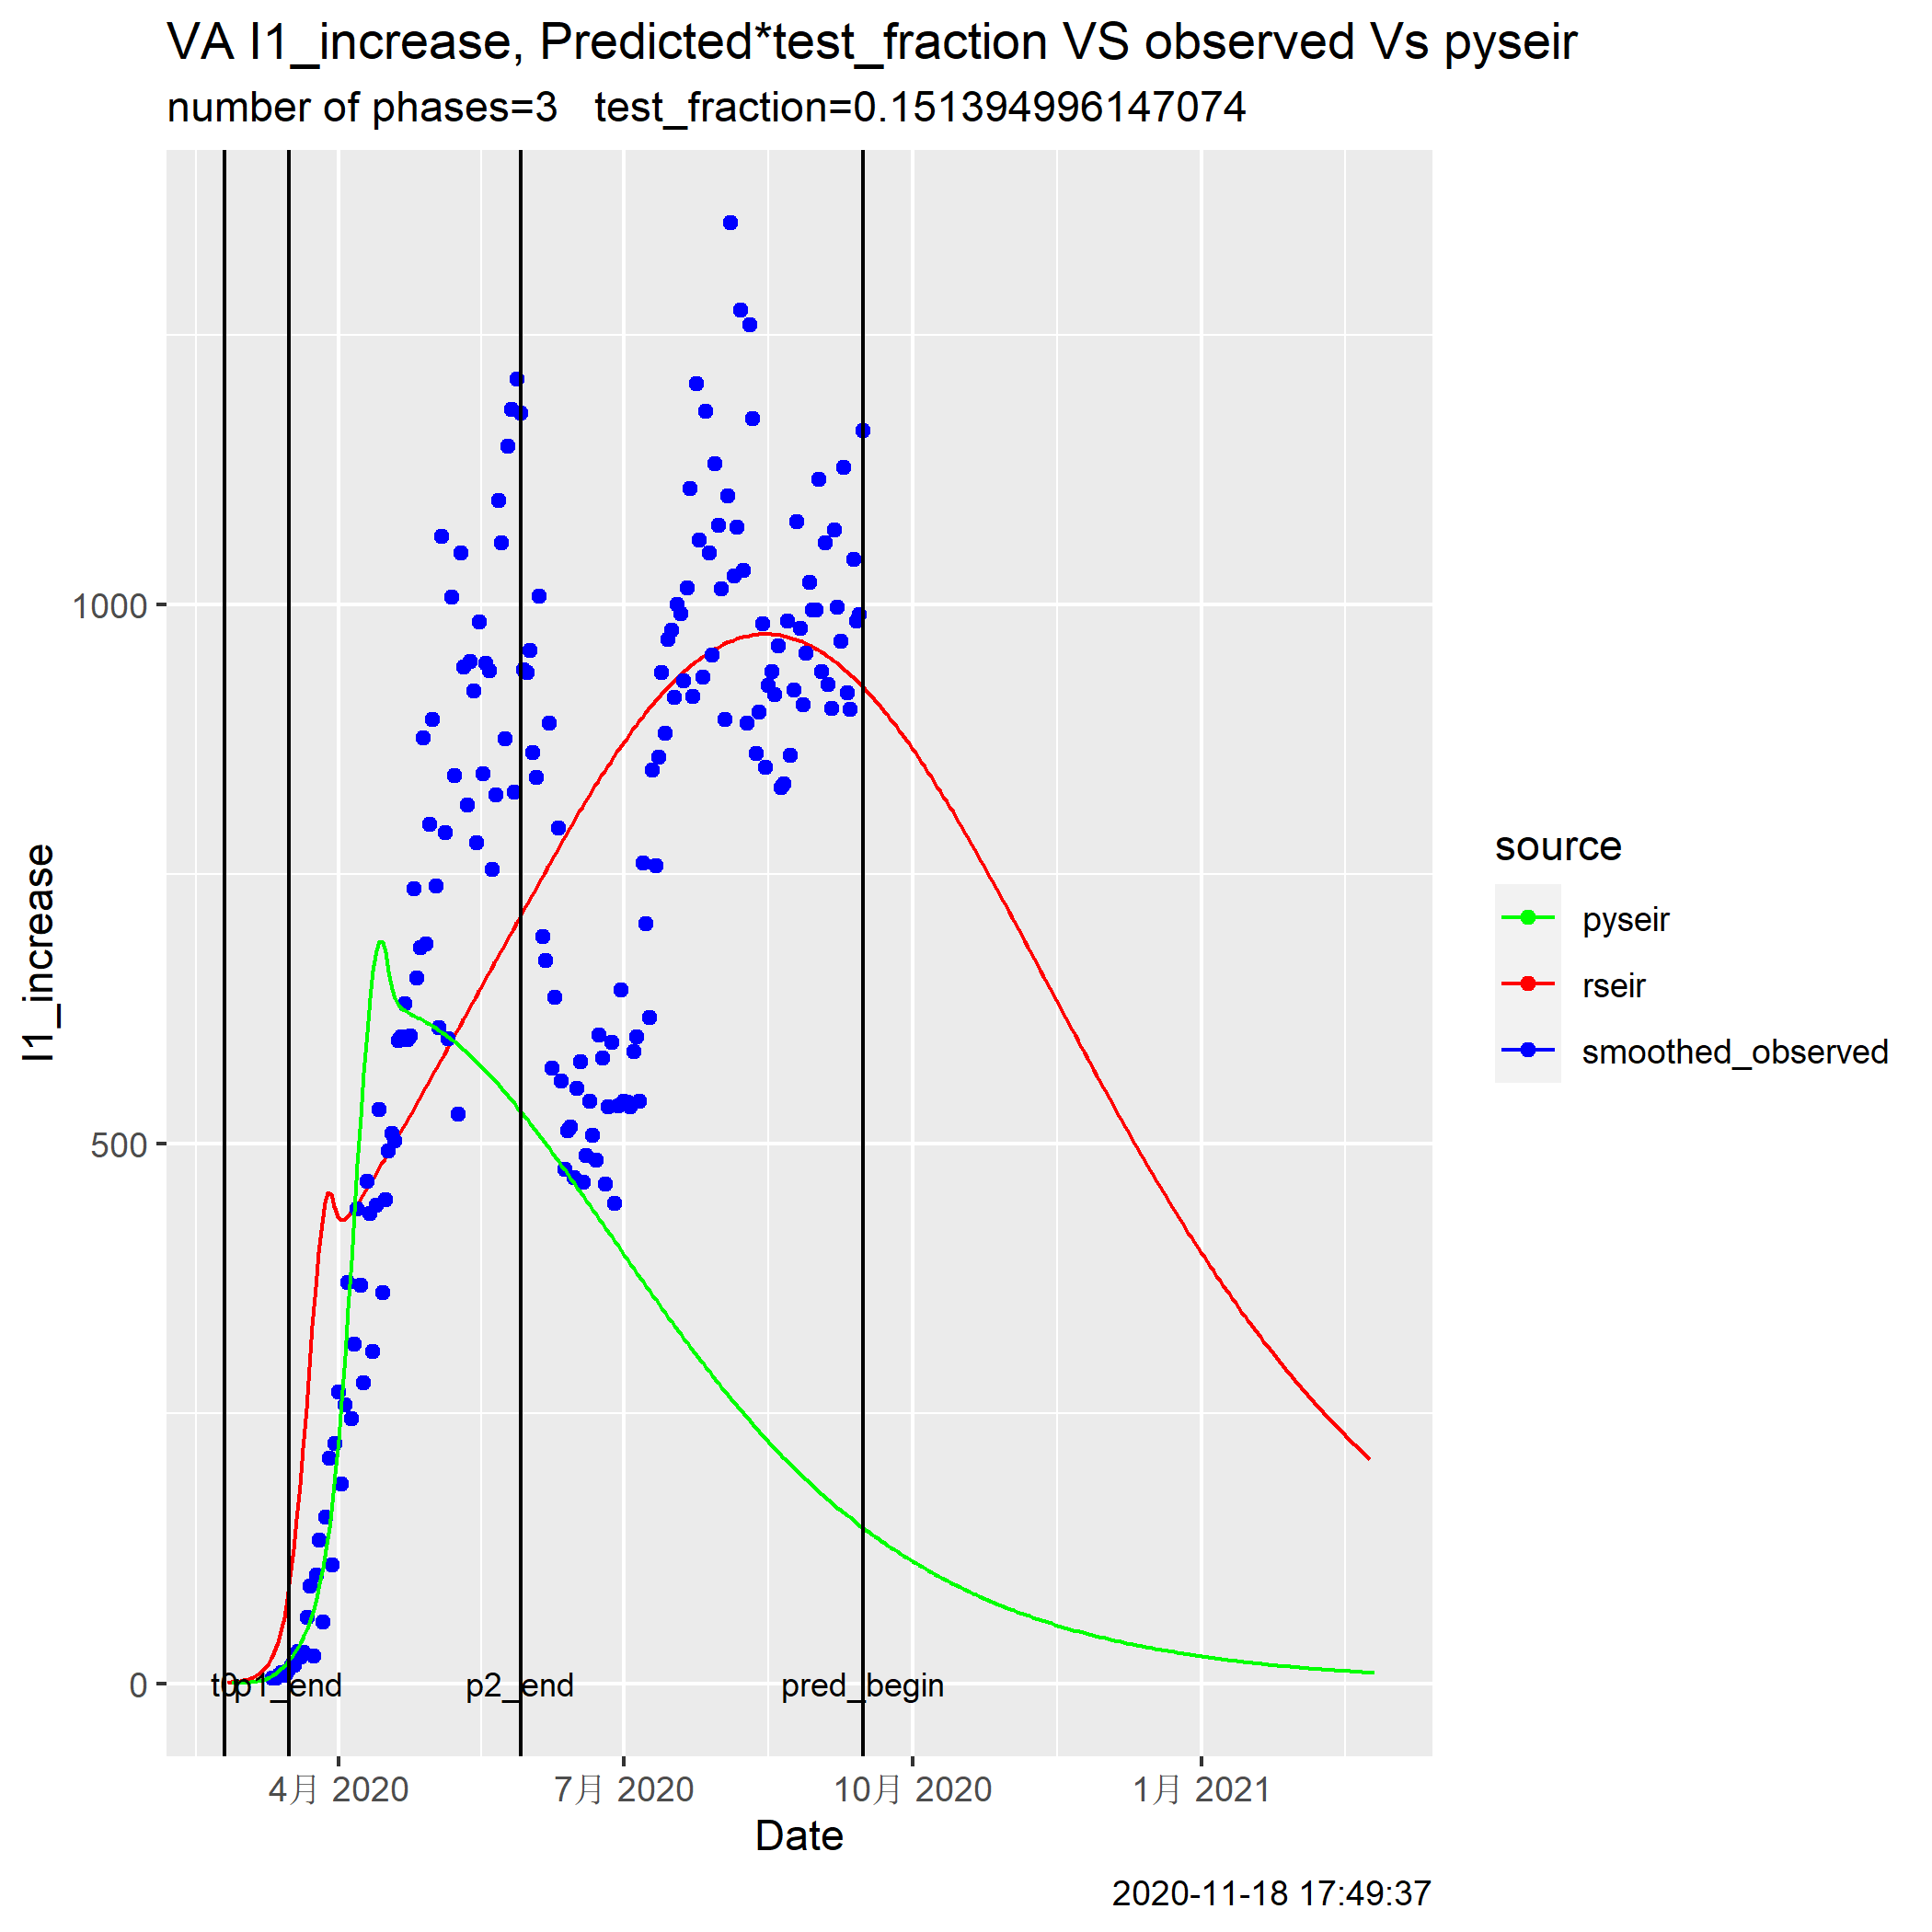 VA I1_increase, Predicted*test_fraction VS observed Vs pyseir
number of phases=3   test_fraction=0.151394996147074
I1_increase
1000
500
0
t0
p1_end
p2_end
pred_begin
4月 2020
7月 2020
10月 2020
1月 2021
Date
source
pyseir
rseir
smoothed_observed
2020-11-18 17:49:37